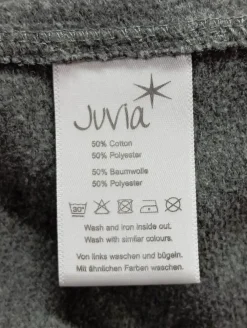 Juvia
50% Cotton
50% Polyester
50% Baumwolle
50% Polyester
30°
Wash and iron inside out.
Wash with similar colours.
Von links waschen und bügeln.
Mit ähnlichen Farben waschen.